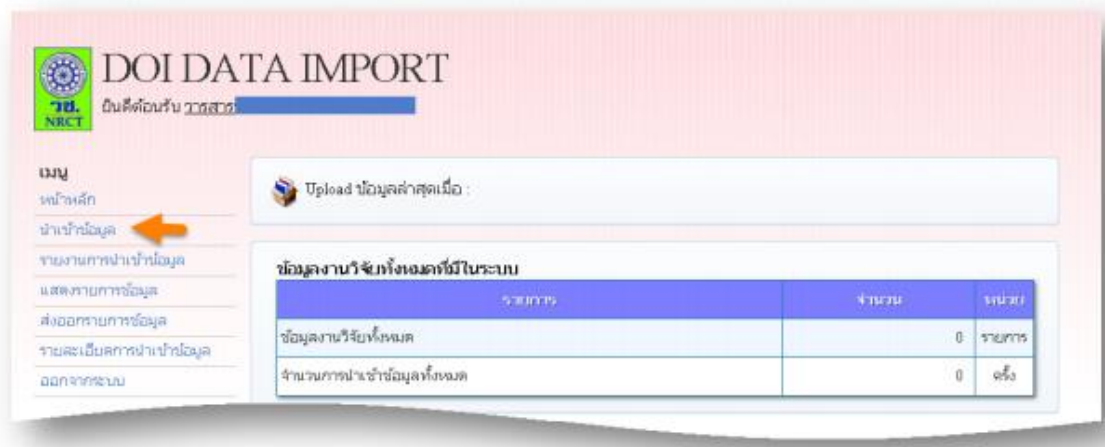 DOI DATA IMPORT
วช.
NRCT
ยินดีต้อนรับ วารสาร
เมนู
หน้าหลัก
นำเข้าข้อมูล
รายงานการนำเข้าข้อมูล
แสดงรายการข้อมูล
ส่งออกรายการข้อมูล
รายละเอียดการนำเข้าข้อมูล
ออกจากระบบ
Upload ข้อมูลล่าสุดเมื่อ :
ข้อมูลงานวิจัยทั้งหมดที่มีในระบบ
รายการ จำนวน หน่วย
ข้อมูลงานวิจัยทั้งหมด 0 รายการ
จำนวนการนำเข้าข้อมูลทั้งหมด 0 ครั้ง